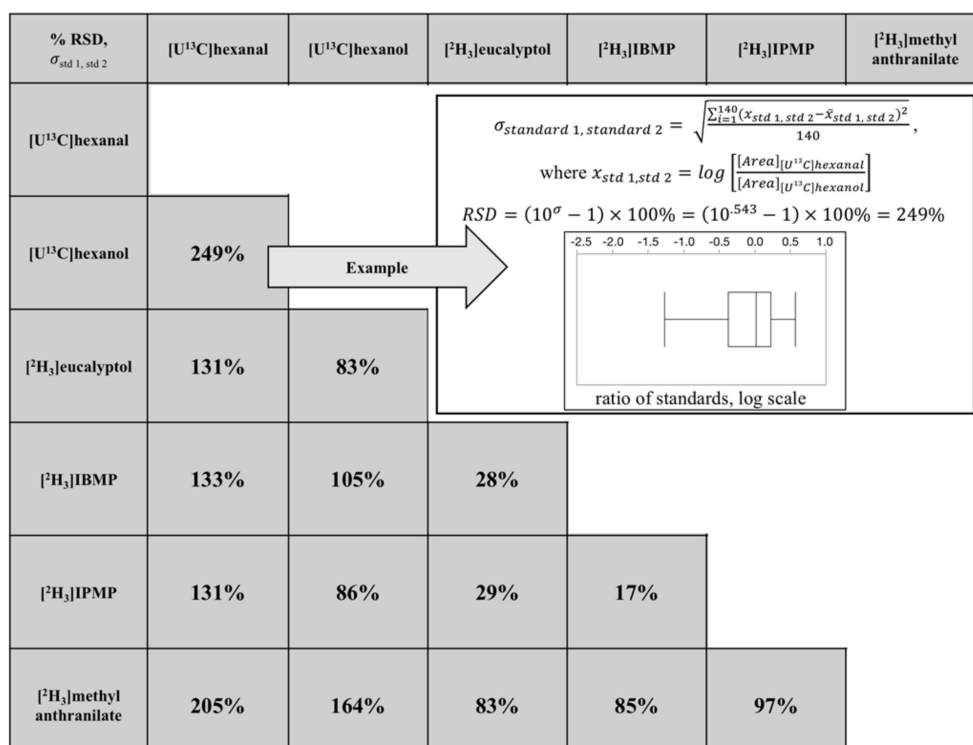 % RSD,
σstd 1, std 2
[U¹³C]hexanal
[U¹³C]hexanol
[²H₃]eucalyptol
[²H₃]IBMP
[²H₃]IPMP
[²H₃]methyl
anthranilate
[U¹³C]hexanal
σstandard 1, standard 2 = √(∑¹⁴⁰ᵢ₌₁(xstd 1, std 2−x̄std 1, std 2)² / 140),
where xstd 1,std 2 = log [[Area][U¹³C]hexanal / [Area][U¹³C]hexanol]
RSD = (10^σ − 1) × 100% = (10^.543 − 1) × 100% = 249%
[U¹³C]hexanol
249%
Example
-2.5 -2.0 -1.5 -1.0 -0.5 0.0 0.5 1.0
ratio of standards, log scale
[²H₃]eucalyptol
131%
83%
[²H₃]IBMP
133%
105%
28%
[²H₃]IPMP
131%
86%
29%
17%
[²H₃]methyl
anthranilate
205%
164%
83%
85%
97%